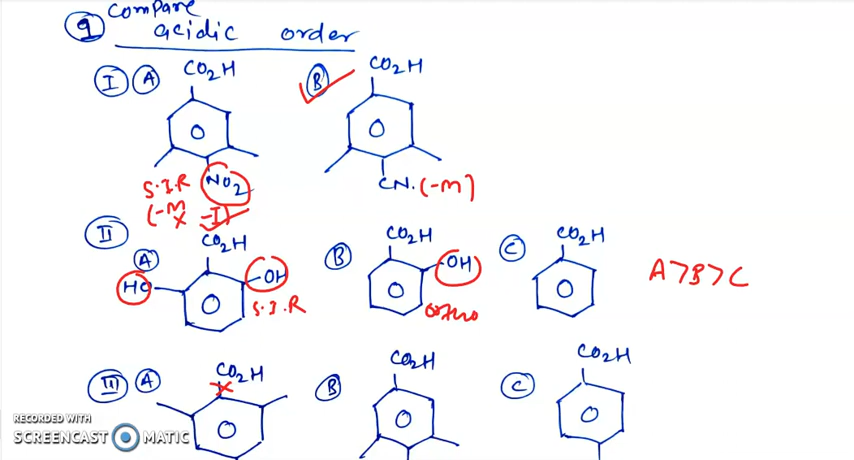 9 Compare
acidic order
I A CO2H B CO2H
S.I.R NO2 CN. (-m)
(-m -I)
II A CO2H B CO2H C CO2H
HO OH OH A>B>C
S.I.R ortho
III A CO2H B CO2H C CO2H
RECORDED WITH
SCREENCAST MATIC